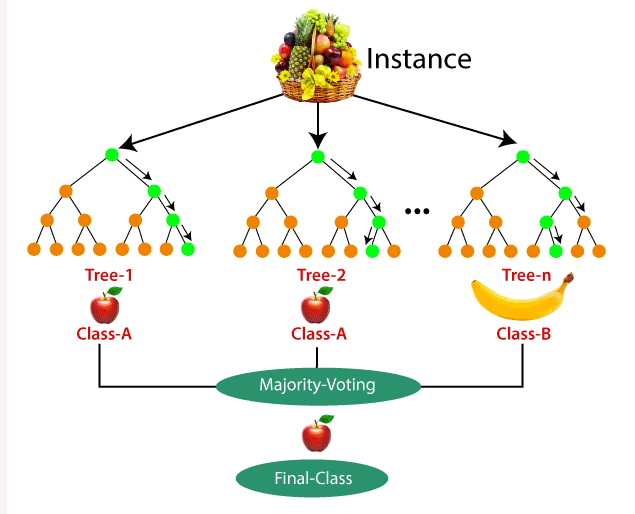 Instance
...
Tree-1
Tree-2
Tree-n
Class-A
Class-A
Class-B
Majority-Voting
Final-Class